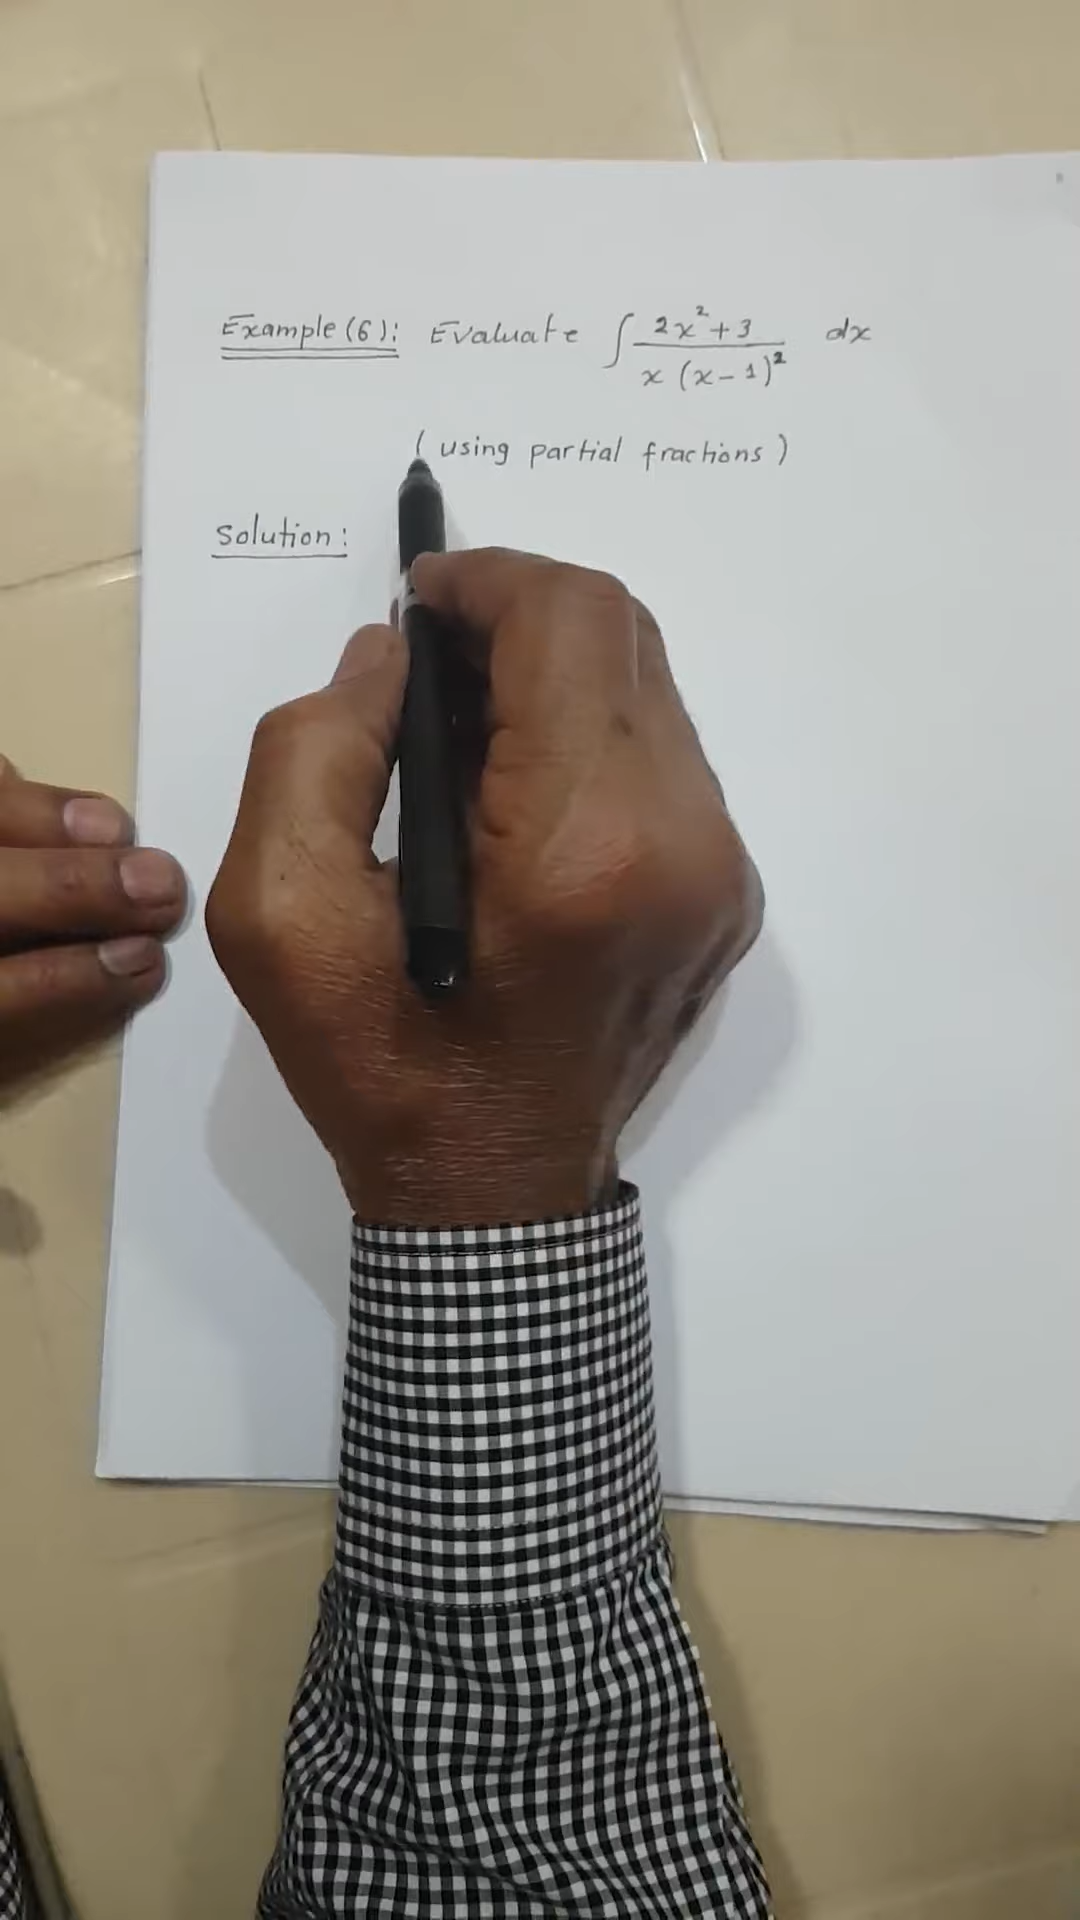 Example (6): Evaluate ∫ (2x² + 3) / (x (x - 1)²) dx
(using partial fractions)
Solution: